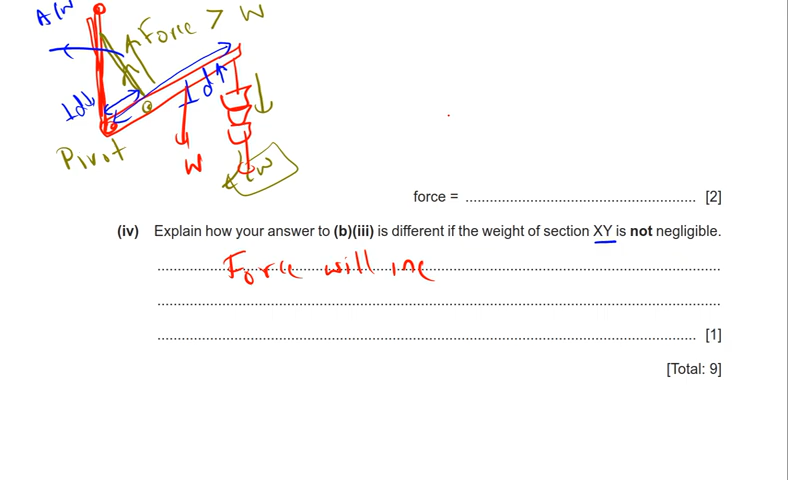 A/W
Force > W
⊥d
⊥d
W
W
Pivot
force = ........................................................ [2]
(iv) Explain how your answer to (b)(iii) is different if the weight of section XY is not negligible.
Force will inc
[1]
[Total: 9]